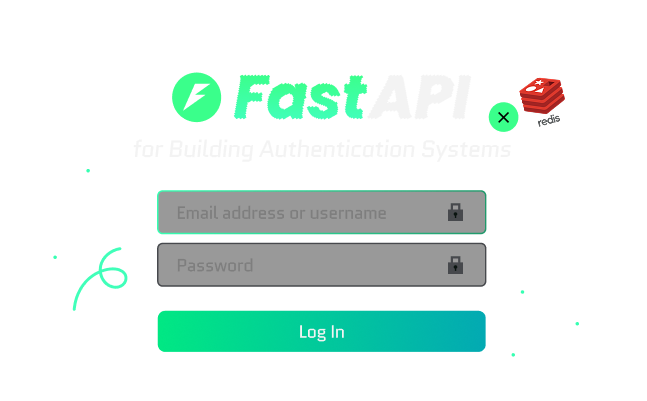 FastAPI
redis
for Building Authentication Systems
Email address or username
Password
Log In